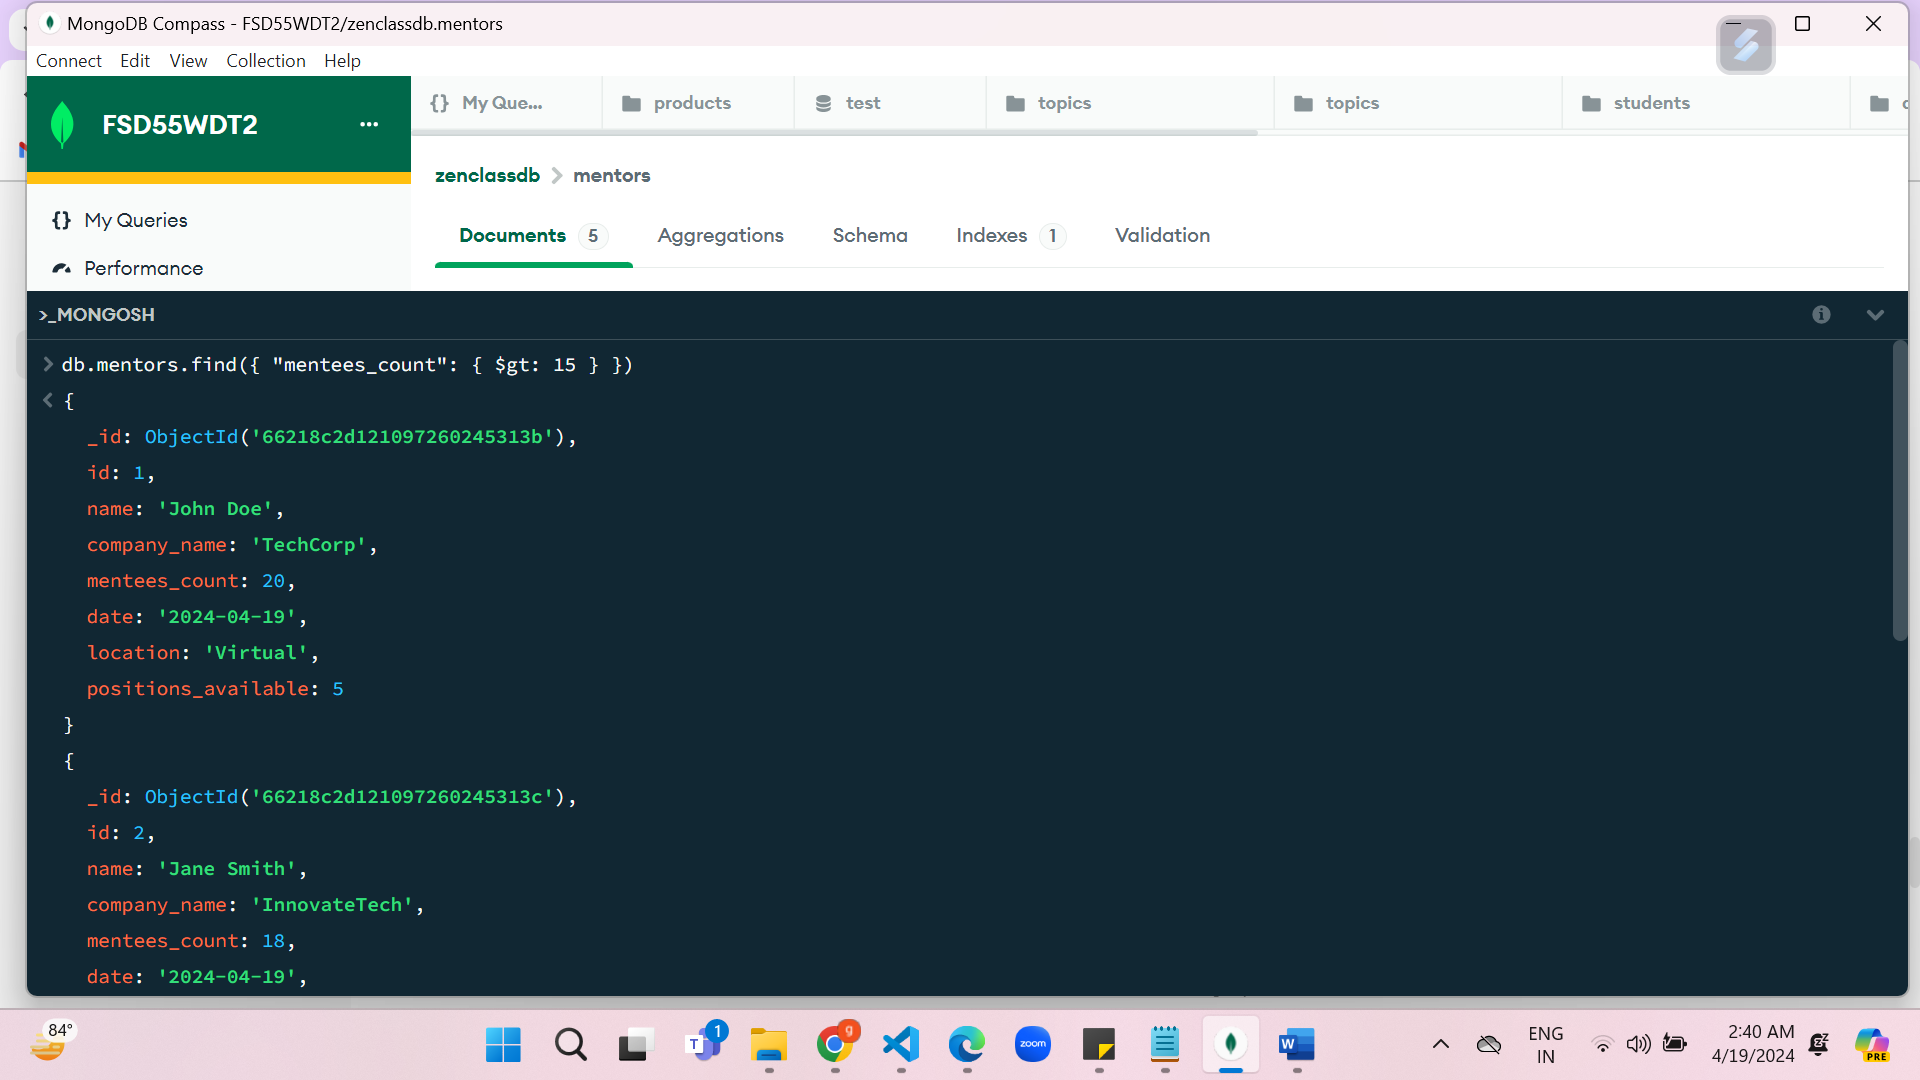 MongoDB Compass - FSD55WDT2/zenclassdb.mentors
Connect Edit View Collection Help
FSD55WDT2
My Que...
products
test
topics
topics
students
zenclassdb > mentors
My Queries
Performance
Documents 5 Aggregations Schema Indexes 1 Validation
>_MONGOSH
db.mentors.find({ "mentees_count": { $gt: 15 } })
{
_id: ObjectId('66218c2d121097260245313b'),
id: 1,
name: 'John Doe',
company_name: 'TechCorp',
mentees_count: 20,
date: '2024-04-19',
location: 'Virtual',
positions_available: 5
}
{
_id: ObjectId('66218c2d121097260245313c'),
id: 2,
name: 'Jane Smith',
company_name: 'InnovateTech',
mentees_count: 18,
date: '2024-04-19',
84°
1
g
zoom
ENG
IN
2:40 AM
4/19/2024
PRE